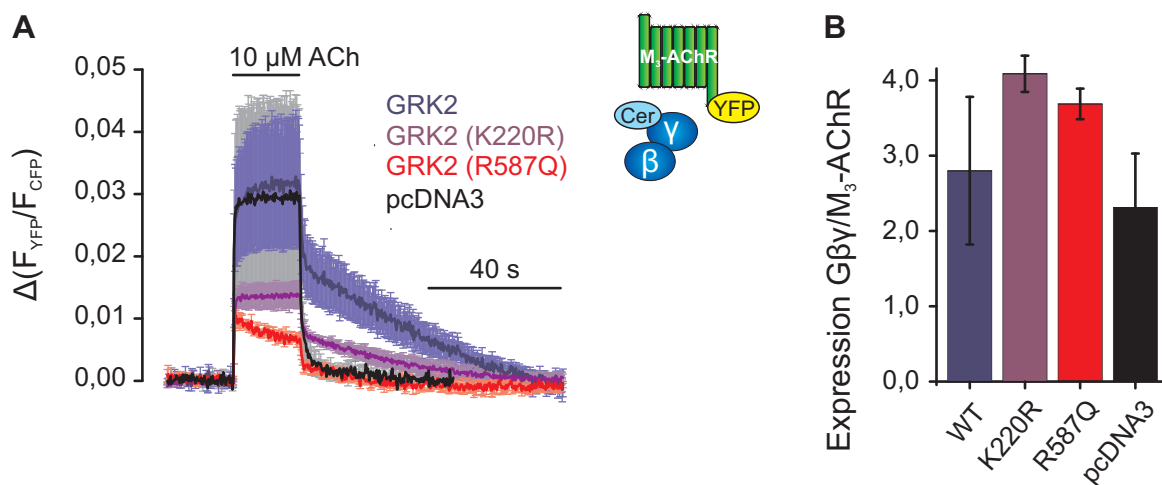 A
10 µM ACh
0,05
0,04
0,03
0,02
0,01
0,00
Δ(F_YFP/F_CFP)
GRK2
GRK2 (K220R)
GRK2 (R587Q)
pcDNA3
40 s
M₃-AChR
Cer
YFP
γ
β
B
Expression Gβγ/M₃-AChR
4,0
3,0
2,0
1,0
0,0
WT
K220R
R587Q
pcDNA3